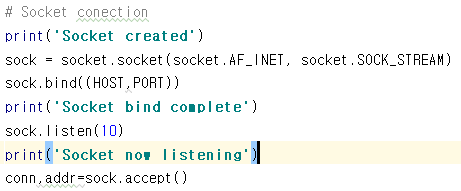 # Socket conection
print('Socket created')
sock = socket.socket(socket.AF_INET, socket.SOCK_STREAM)
sock.bind((HOST,PORT))
print('Socket bind complete')
sock.listen(10)
print('Socket now listening')
conn,addr=sock.accept()